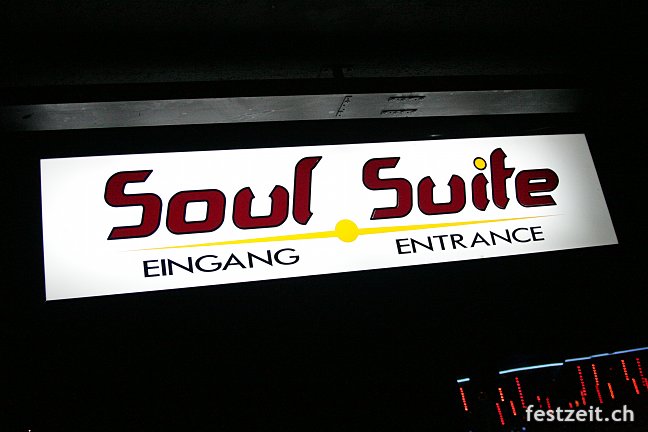 Soul Suite
EINGANG ENTRANCE
festzeit.ch